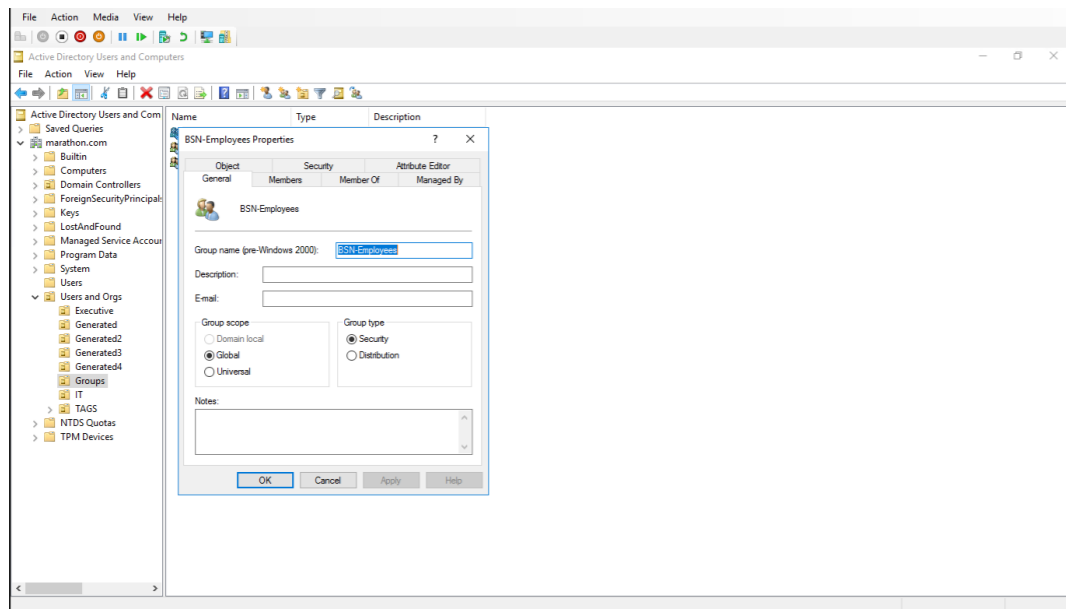 File Action Media View Help
Active Directory Users and Computers
File Action View Help
Active Directory Users and Com
Saved Queries
marathon.com
Builtin
Computers
Domain Controllers
ForeignSecurityPrincipals
Keys
LostAndFound
Managed Service Accour
Program Data
System
Users
Users and Orgs
Executive
Generated
Generated2
Generated3
Generated4
Groups
IT
TAGS
NTDS Quotas
TPM Devices
Name Type Description
BSN-Employees Properties ? ×
Object Security Attribute Editor
General Members Member Of Managed By
BSN-Employees
Group name (pre-Windows 2000): BSN-Employees
Description:
E-mail:
Group scope Group type
Domain local Security
Global Distribution
Universal
Notes:
OK Cancel Apply Help